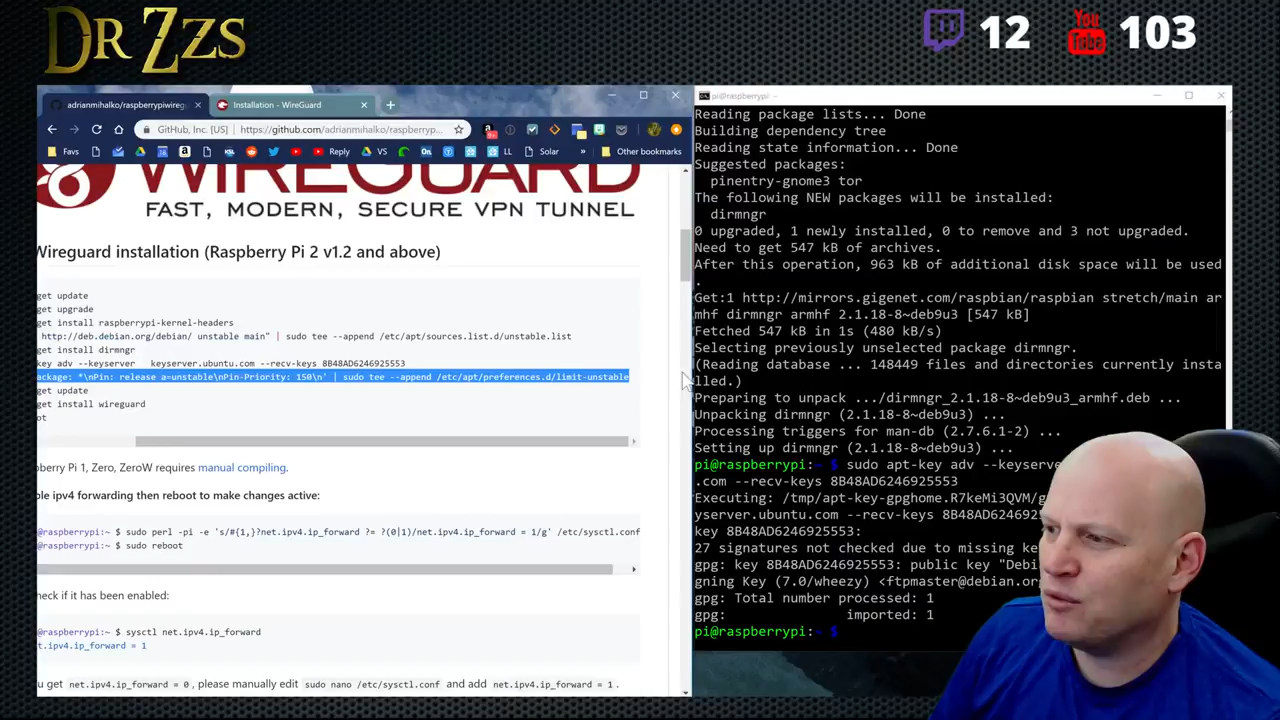 DR ZZS
12
You Tube
103
adrianmihalko/raspberrypiwireg
Installation - WireGuard
GitHub, Inc. [US]
https://github.com/adrianmihalko/raspberryp...
Favs
Reply
VS
On
LL
Solar
»
Other bookmarks
WIREGUARD
FAST, MODERN, SECURE VPN TUNNEL
Wireguard installation (Raspberry Pi 2 v1.2 and above)
get update
get upgrade
get install raspberrypi-kernel-headers
http://deb.debian.org/debian/ unstable main" | sudo tee --append /etc/apt/sources.list.d/unstable.list
get install dirmngr
key adv --keyserver keyserver.ubuntu.com --recv-keys 8B48AD6246925553
ackage: *\nPin: release a=unstable\nPin-Priority: 150\n' | sudo tee --append /etc/apt/preferences.d/limit-unstable
get update
get install wireguard
ot
pberry Pi 1, Zero, ZeroW requires manual compiling.
ble ipv4 forwarding then reboot to make changes active:
@raspberrypi:~ $ sudo perl -pi -e 's/#{1,}?net.ipv4.ip_forward ?= ?(0|1)/net.ipv4.ip_forward = 1/g' /etc/sysctl.conf
@raspberrypi:~ $ sudo reboot
heck if it has been enabled:
@raspberrypi:~ $ sysctl net.ipv4.ip_forward
t.ipv4.ip_forward = 1
u get net.ipv4.ip_forward = 0 , please manually edit sudo nano /etc/sysctl.conf and add net.ipv4.ip_forward = 1 .
pi@raspberrypi: ~
Reading package lists... Done
Building dependency tree
Reading state information... Done
Suggested packages:
pinentry-gnome3 tor
The following NEW packages will be installed:
dirmngr
0 upgraded, 1 newly installed, 0 to remove and 3 not upgraded.
Need to get 547 kB of archives.
After this operation, 963 kB of additional disk space will be used
.
Get:1 http://mirrors.gigenet.com/raspbian/raspbian stretch/main ar
mhf dirmngr armhf 2.1.18-8~deb9u3 [547 kB]
Fetched 547 kB in 1s (480 kB/s)
Selecting previously unselected package dirmngr.
(Reading database ... 148449 files and directories currently insta
lled.)
Preparing to unpack .../dirmngr_2.1.18-8~deb9u3_armhf.deb ...
Unpacking dirmngr (2.1.18-8~deb9u3) ...
Processing triggers for man-db (2.7.6.1-2) ...
Setting up dirmngr (2.1.18-8~deb9u3) ...
pi@raspberrypi:~ $ sudo apt-key adv --keyserve
.com --recv-keys 8B48AD6246925553
Executing: /tmp/apt-key-gpghome.R7keMi3QVM/g
yserver.ubuntu.com --recv-keys 8B48AD6246925
key 8B48AD6246925553:
27 signatures not checked due to missing ke
gpg: key 8B48AD6246925553: public key "Debi
gning Key (7.0/wheezy) <ftpmaster@debian.or
gpg: Total number processed: 1
gpg: imported: 1
pi@raspberrypi:~ $